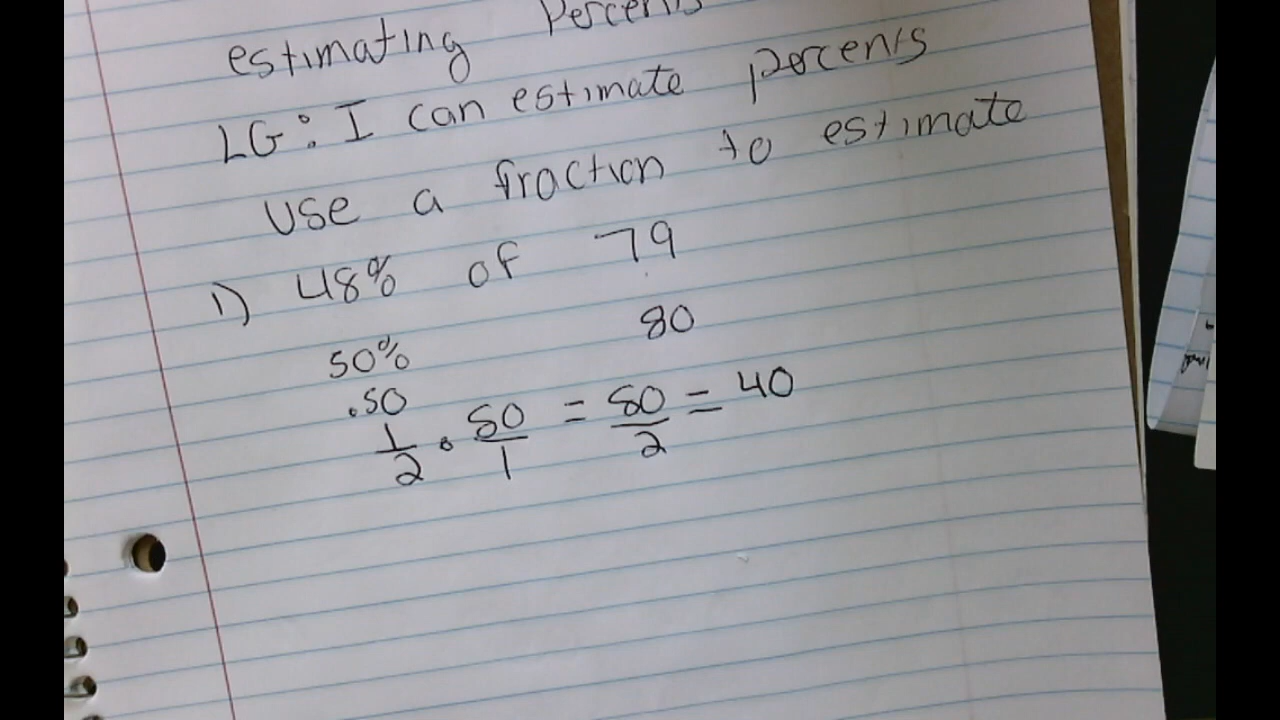 estimating Percents
LG: I can estimate percents
Use a fraction to estimate
1) 48% of 79
50% 80
.50
1/2 · 80/1 = 80/2 = 40